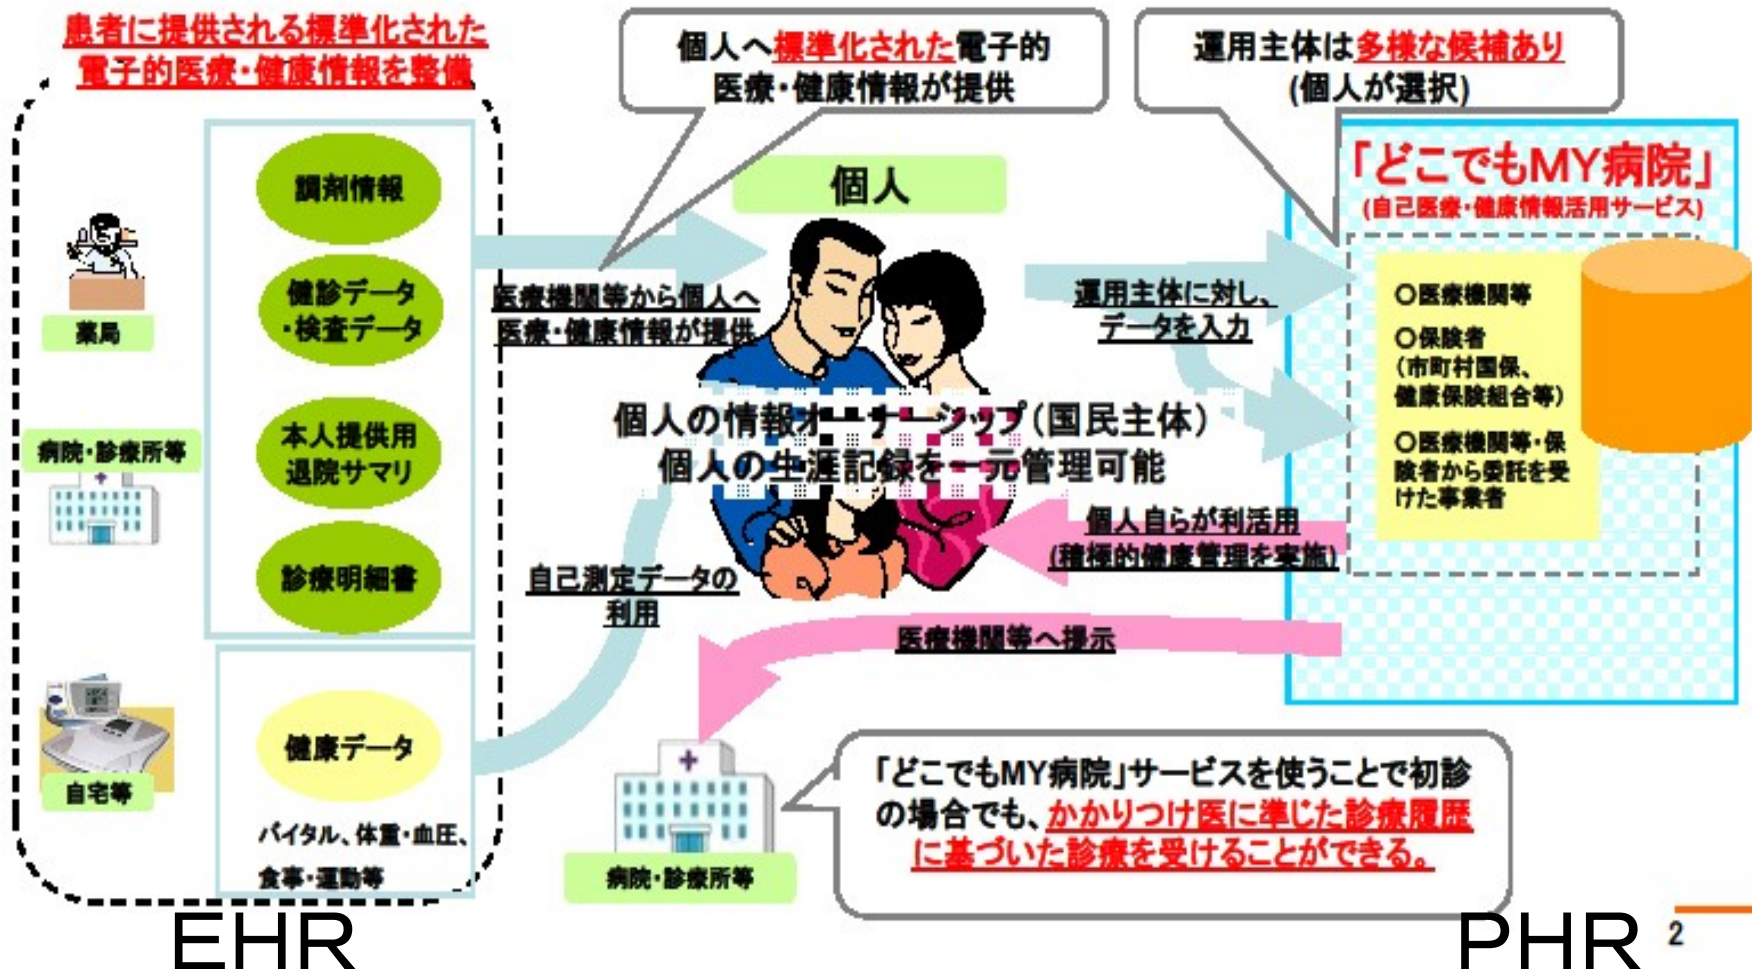 患者に提供される標準化された
電子的医療・健康情報を整備
個人へ標準化された電子的
医療・健康情報が提供
運用主体は多様な候補あり
(個人が選択)
調剤情報
健診データ
・検査データ
本人提供用
退院サマリ
診療明細書
薬局
病院・診療所等
健康データ
自宅等
バイタル、体重・血圧、
食事・運動等
EHR
個人
医療機関等から個人へ
医療・健康情報が提供
個人の情報オーナーシップ(国民主体)
個人の生涯記録を一元管理可能
自己測定データの
利用
運用主体に対し、
データを入力
「どこでもMY病院」
(自己医療・健康情報活用サービス)
○医療機関等
○保険者
(市町村国保、
健康保険組合等)
○医療機関等・保
険者から委託を受
けた事業者
個人自らが利活用
(積極的健康管理を実施)
医療機関等へ提示
病院・診療所等
「どこでもMY病院」サービスを使うことで初診
の場合でも、かかりつけ医に準じた診療履歴
に基づいた診療を受けることができる。
PHR
2